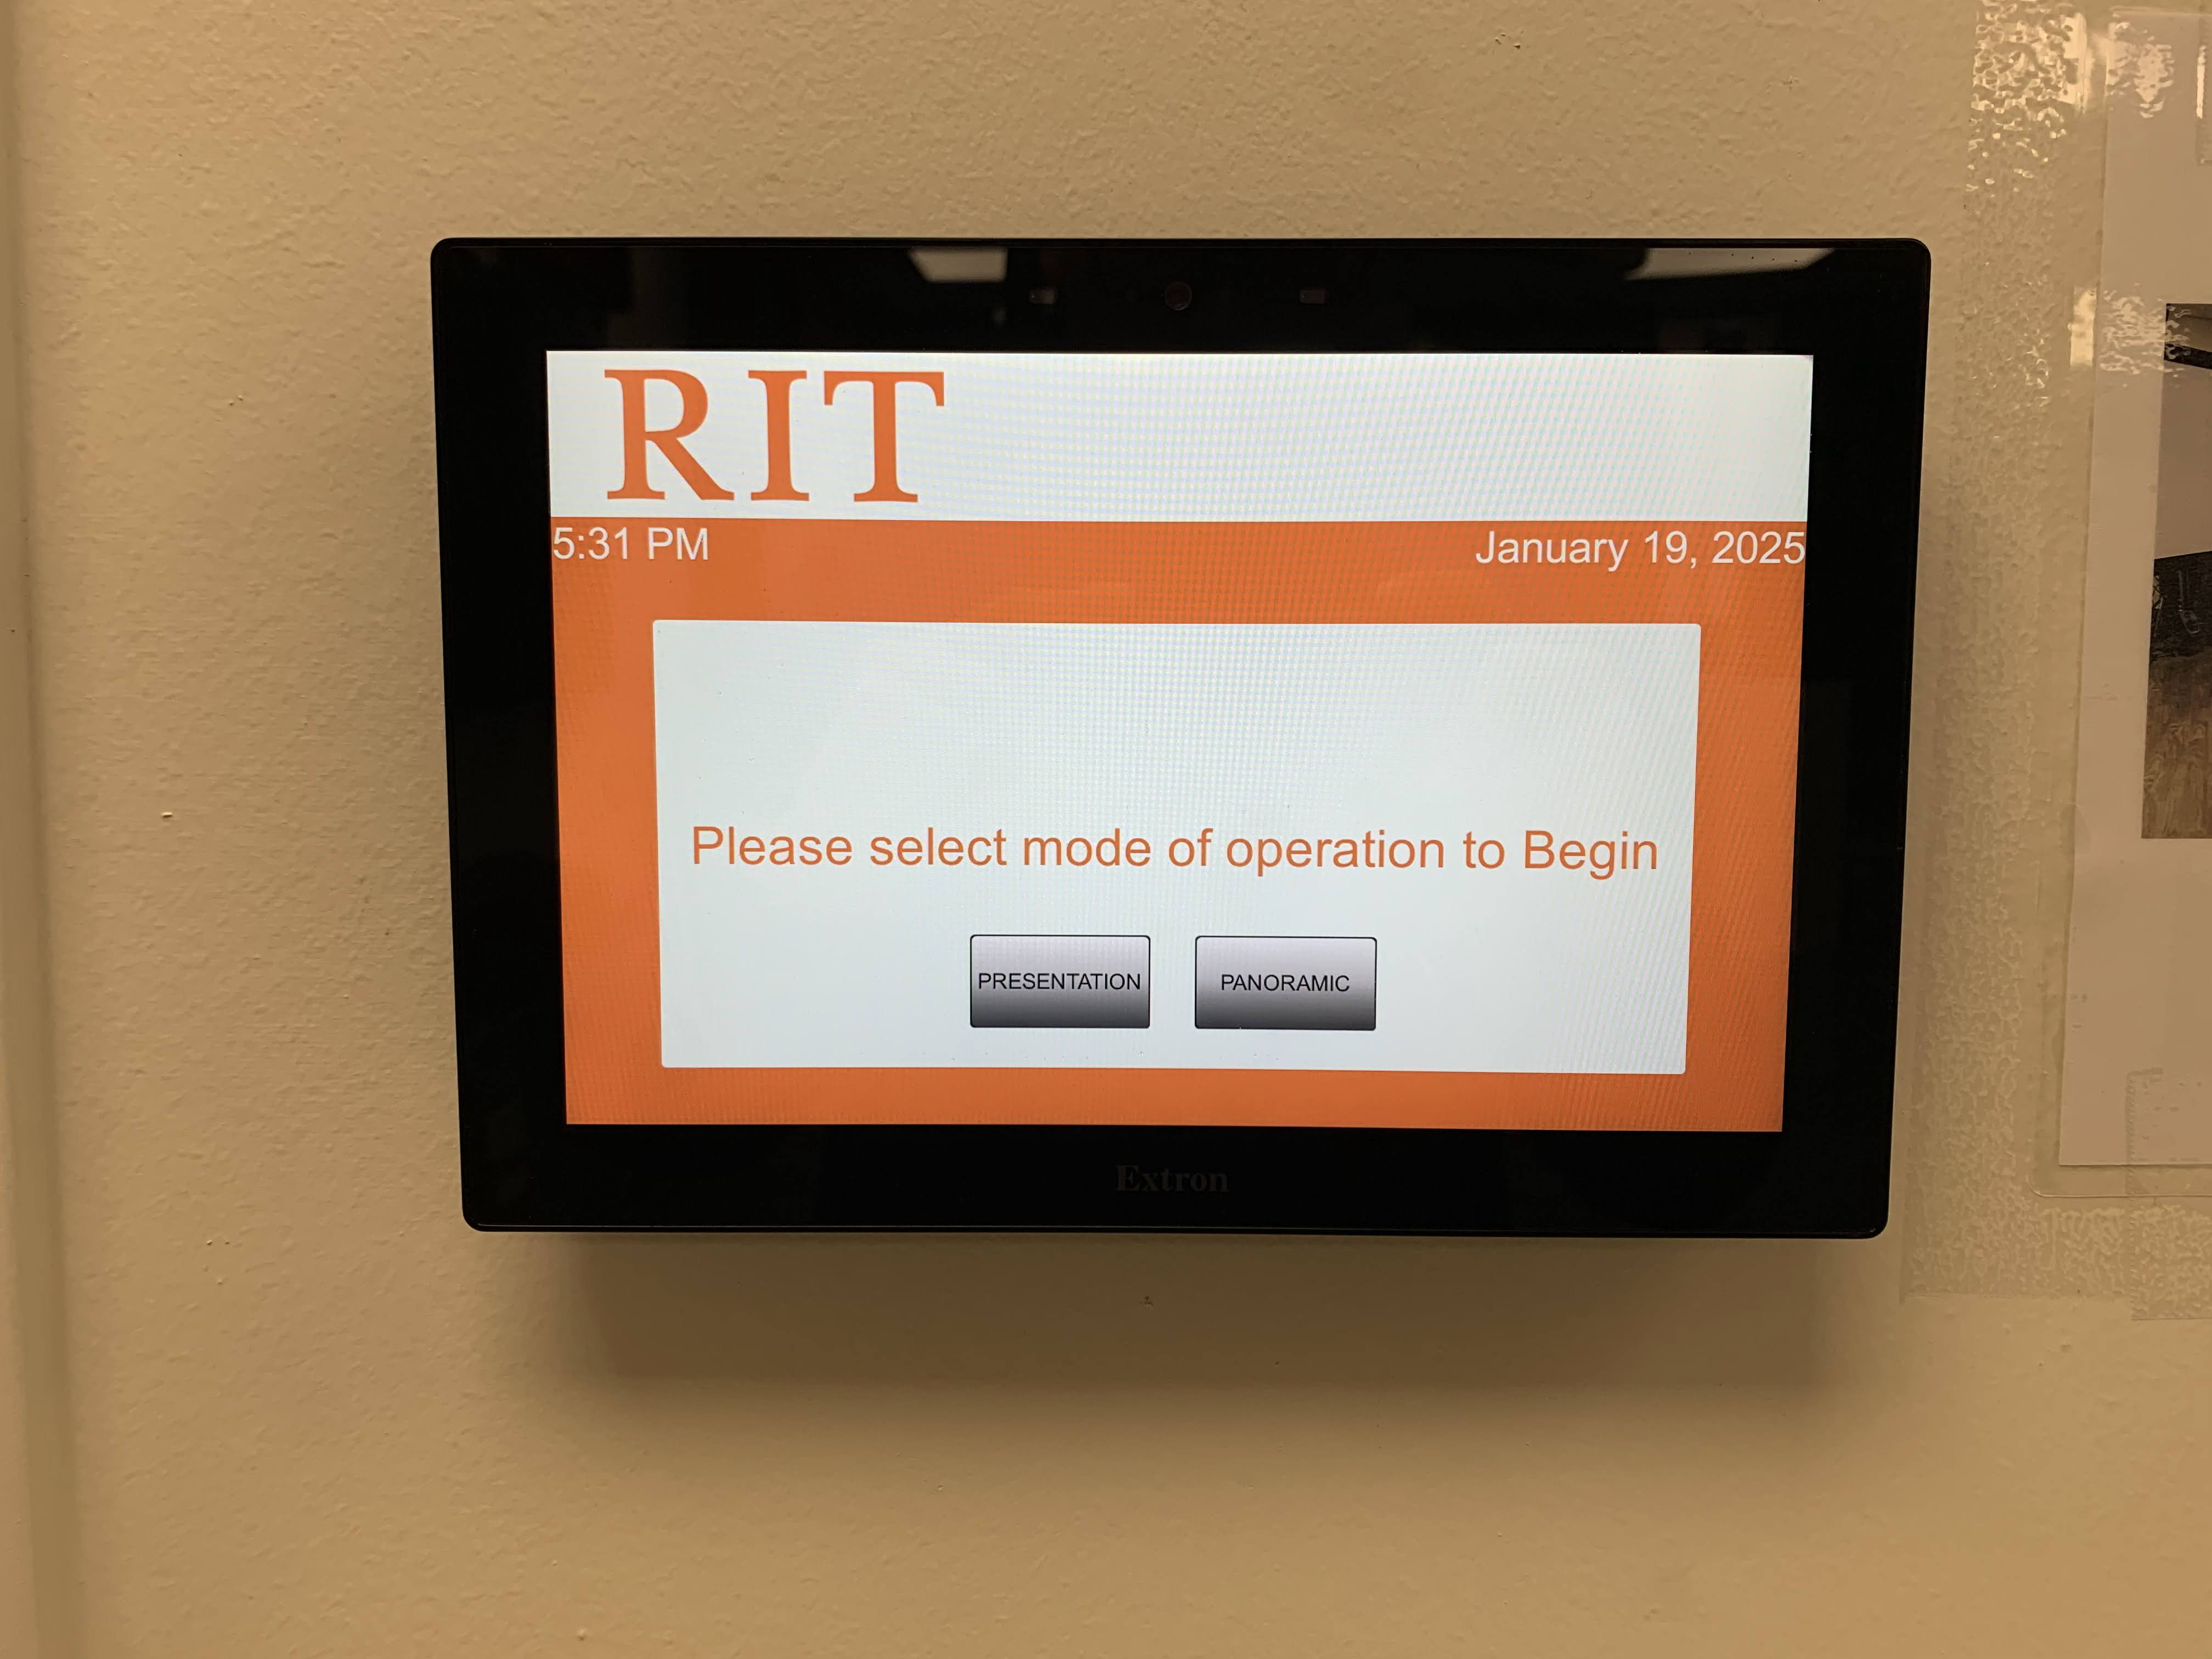 RIT
5:31 PM January 19, 2025
Please select mode of operation to Begin
PRESENTATION PANORAMIC
Extron